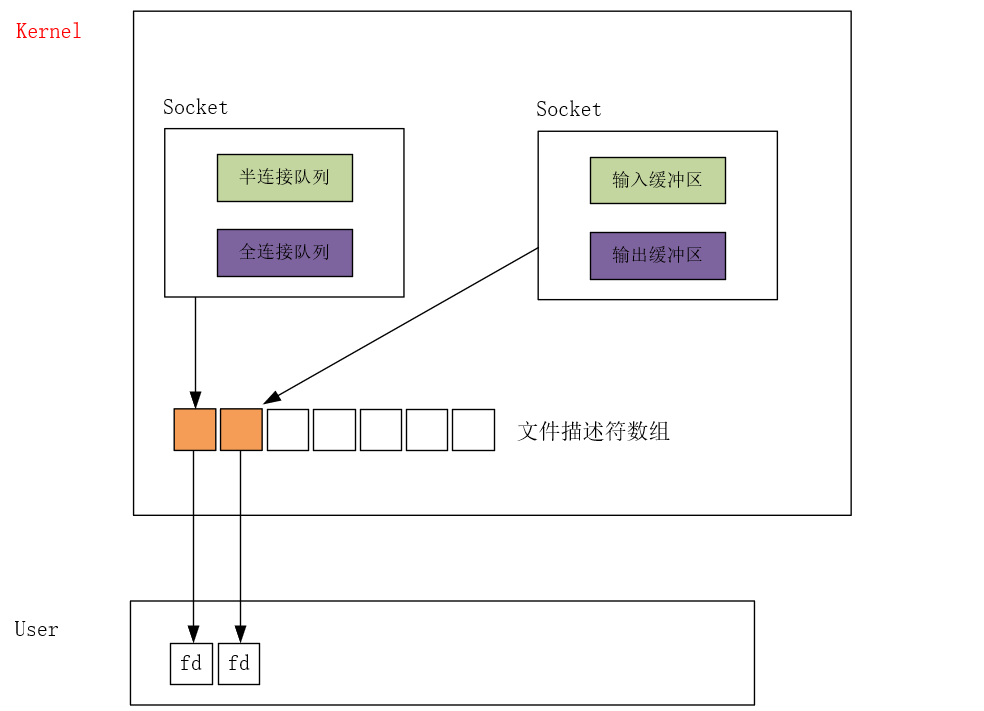 Kernel
Socket
半连接队列
全连接队列
Socket
输入缓冲区
输出缓冲区
文件描述符数组
User
fd
fd